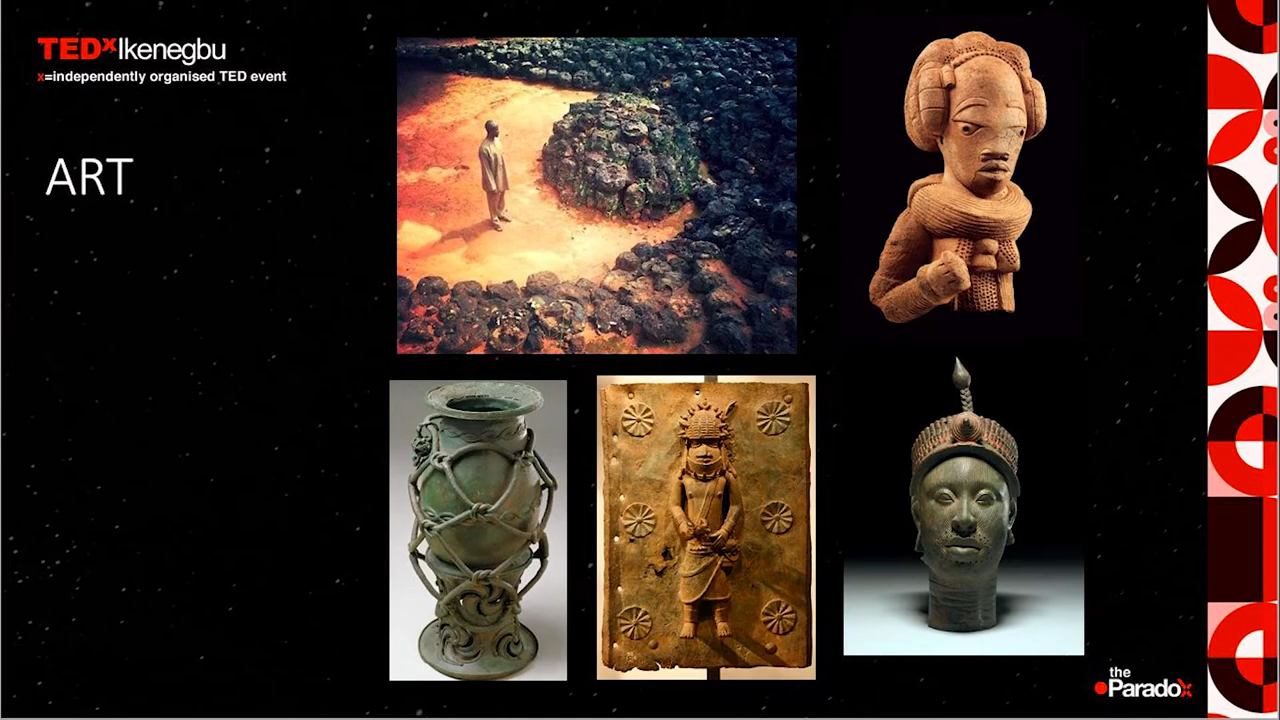 TEDxIkenegbu
x=independently organised TED event
ART
the
ParadoX